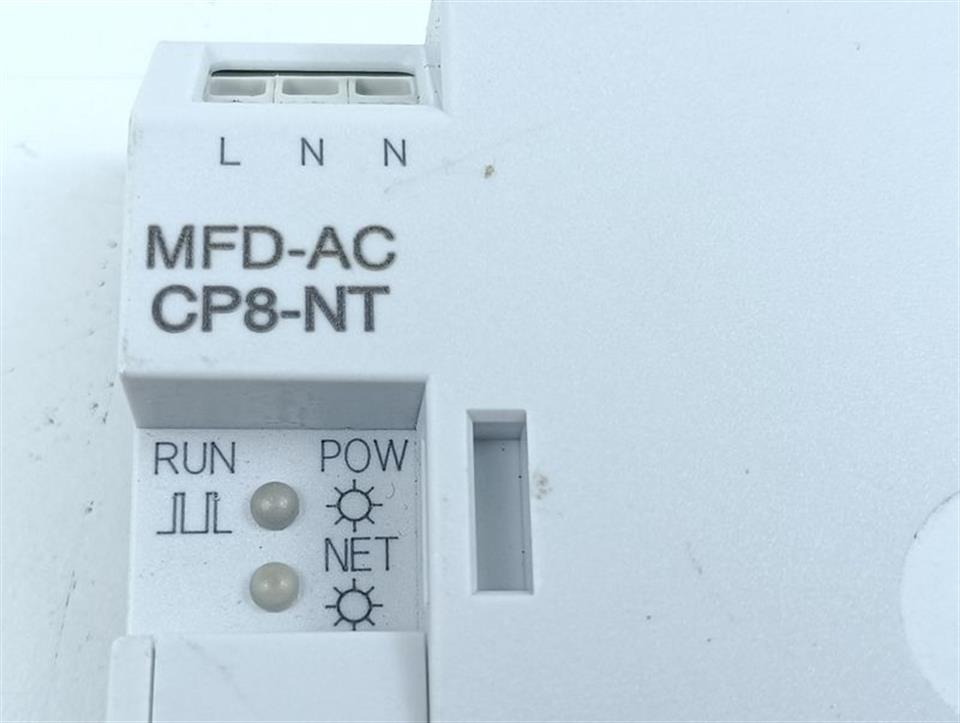 L N N
MFD-AC
CP8-NT
RUN POW
NET